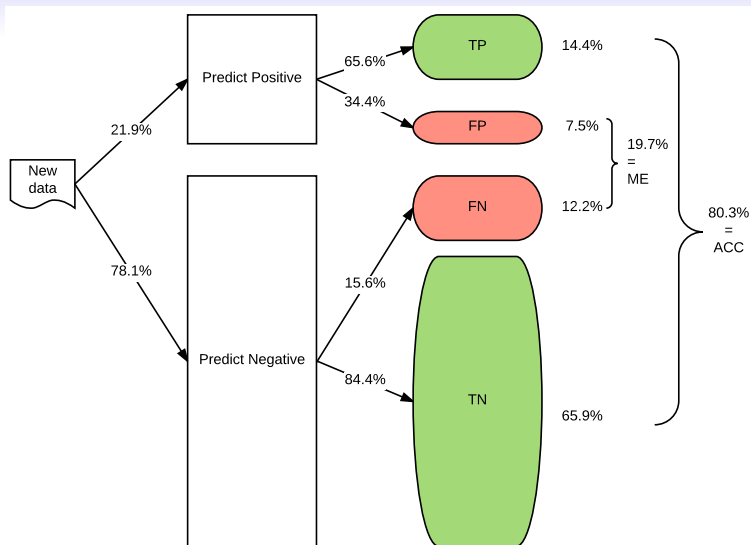 New
data
21.9%
78.1%
Predict Positive
Predict Negative
65.6%
34.4%
15.6%
84.4%
TP
FP
FN
TN
14.4%
7.5%
12.2%
65.9%
19.7%
=
ME
80.3%
=
ACC